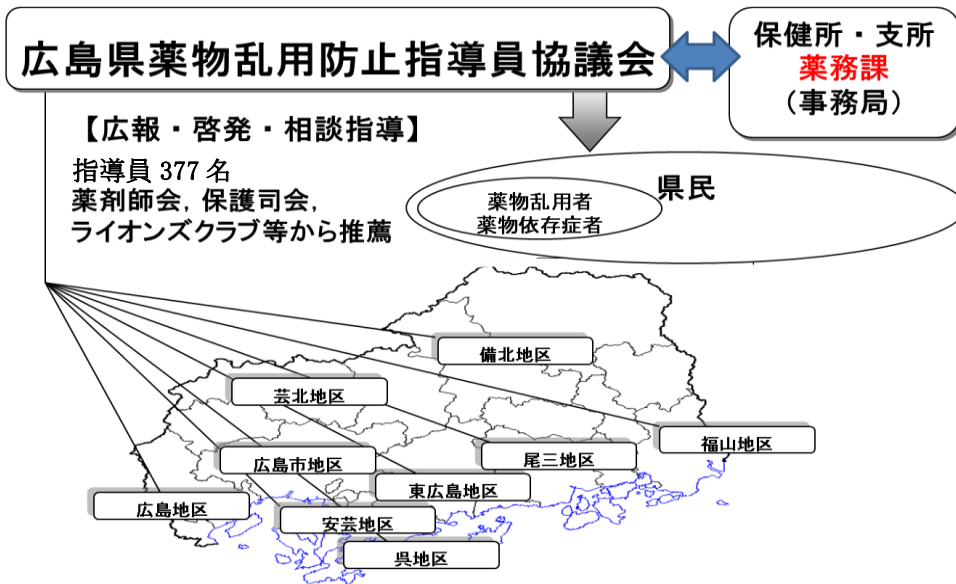 広島県薬物乱用防止指導員協議会
保健所・支所
薬務課
（事務局）
【広報・啓発・相談指導】
指導員377名
薬剤師会，保護司会，
ライオンズクラブ等から推薦
県民
薬物乱用者
薬物依存症者
備北地区
芸北地区
福山地区
広島市地区
尾三地区
東広島地区
広島地区
安芸地区
呉地区